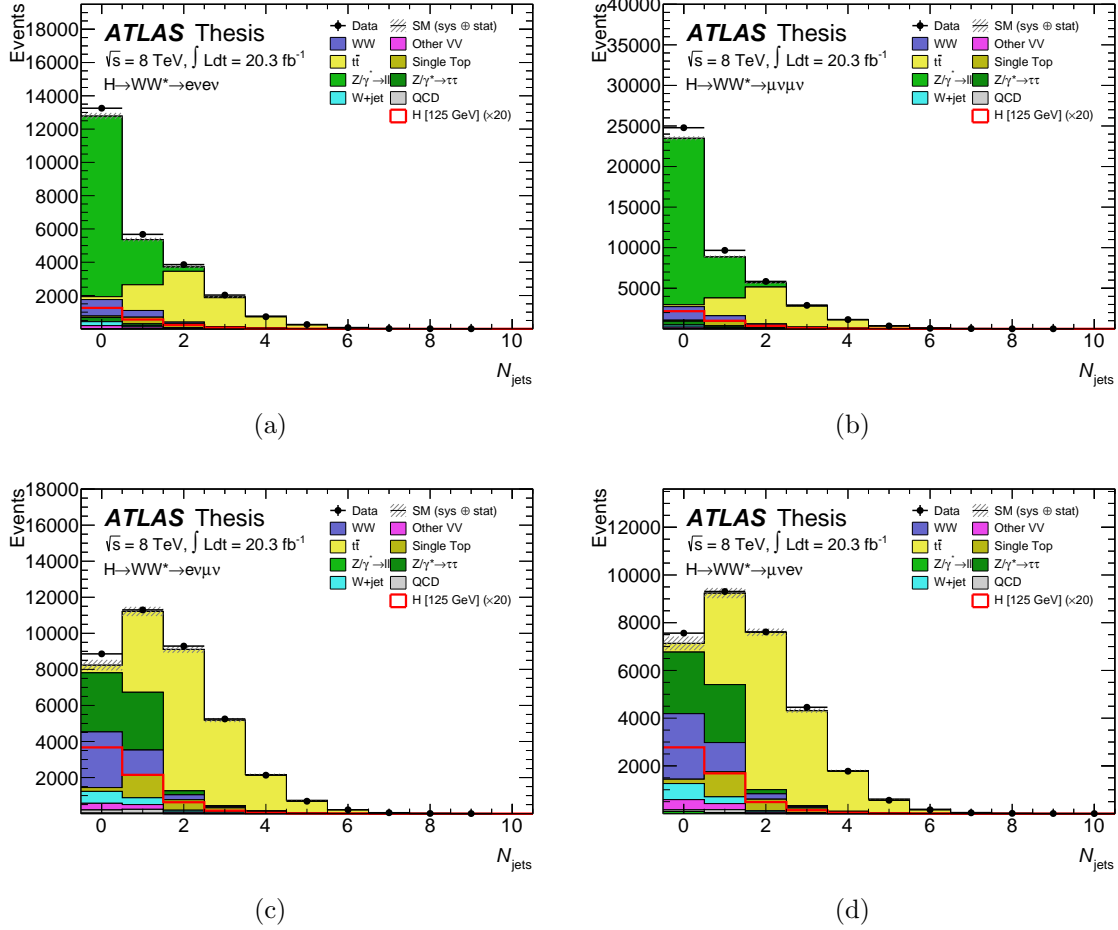 Events
ATLAS Thesis
√s = 8 TeV, ∫ Ldt = 20.3 fb⁻¹
H→WW*→eνeν
Data SM (sys ⊕ stat)
WW Other VV
tt̄ Single Top
Z/γ*→ll Z/γ*→ττ
W+jet QCD
H [125 GeV] (×20)
18000
16000
14000
12000
10000
8000
6000
4000
2000
0 2 4 6 8 10
N_jets
(a)
Events
ATLAS Thesis
√s = 8 TeV, ∫ Ldt = 20.3 fb⁻¹
H→WW*→μνμν
Data SM (sys ⊕ stat)
WW Other VV
tt̄ Single Top
Z/γ*→ll Z/γ*→ττ
W+jet QCD
H [125 GeV] (×20)
40000
35000
30000
25000
20000
15000
10000
5000
0 2 4 6 8 10
N_jets
(b)
Events
ATLAS Thesis
√s = 8 TeV, ∫ Ldt = 20.3 fb⁻¹
H→WW*→eνμν
Data SM (sys ⊕ stat)
WW Other VV
tt̄ Single Top
Z/γ*→ll Z/γ*→ττ
W+jet QCD
H [125 GeV] (×20)
18000
16000
14000
12000
10000
8000
6000
4000
2000
0 2 4 6 8 10
N_jets
(c)
Events
ATLAS Thesis
√s = 8 TeV, ∫ Ldt = 20.3 fb⁻¹
H→WW*→μνeν
Data SM (sys ⊕ stat)
WW Other VV
tt̄ Single Top
Z/γ*→ll Z/γ*→ττ
W+jet QCD
H [125 GeV] (×20)
12000
10000
8000
6000
4000
2000
0 2 4 6 8 10
N_jets
(d)